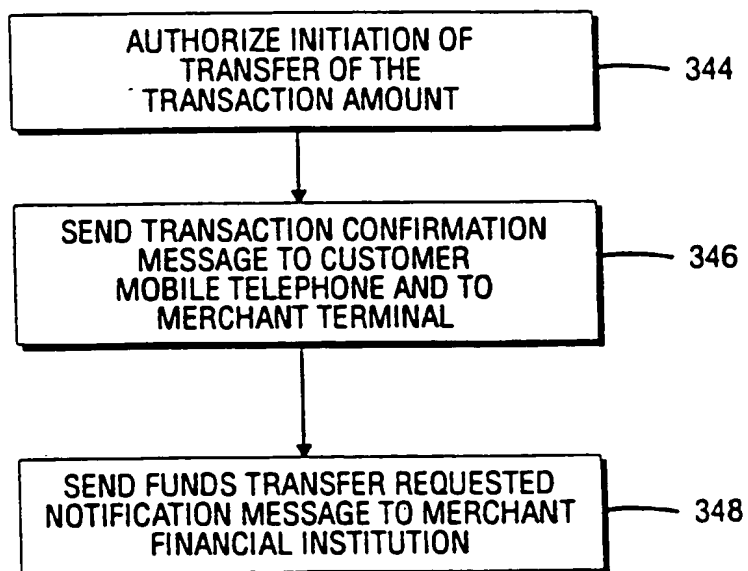 AUTHORIZE INITIATION OF
TRANSFER OF THE
TRANSACTION AMOUNT
344
SEND TRANSACTION CONFIRMATION
MESSAGE TO CUSTOMER
MOBILE TELEPHONE AND TO
MERCHANT TERMINAL
346
SEND FUNDS TRANSFER REQUESTED
NOTIFICATION MESSAGE TO MERCHANT
FINANCIAL INSTITUTION
348